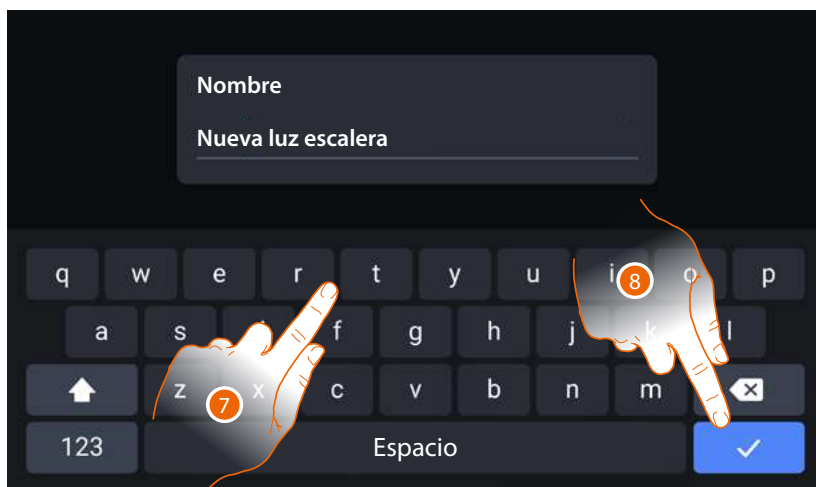 Nombre
Nueva luz escalera
q w e r t y u i o p
a s f g h j k l
z x c v b n m
123 Espacio
7
8